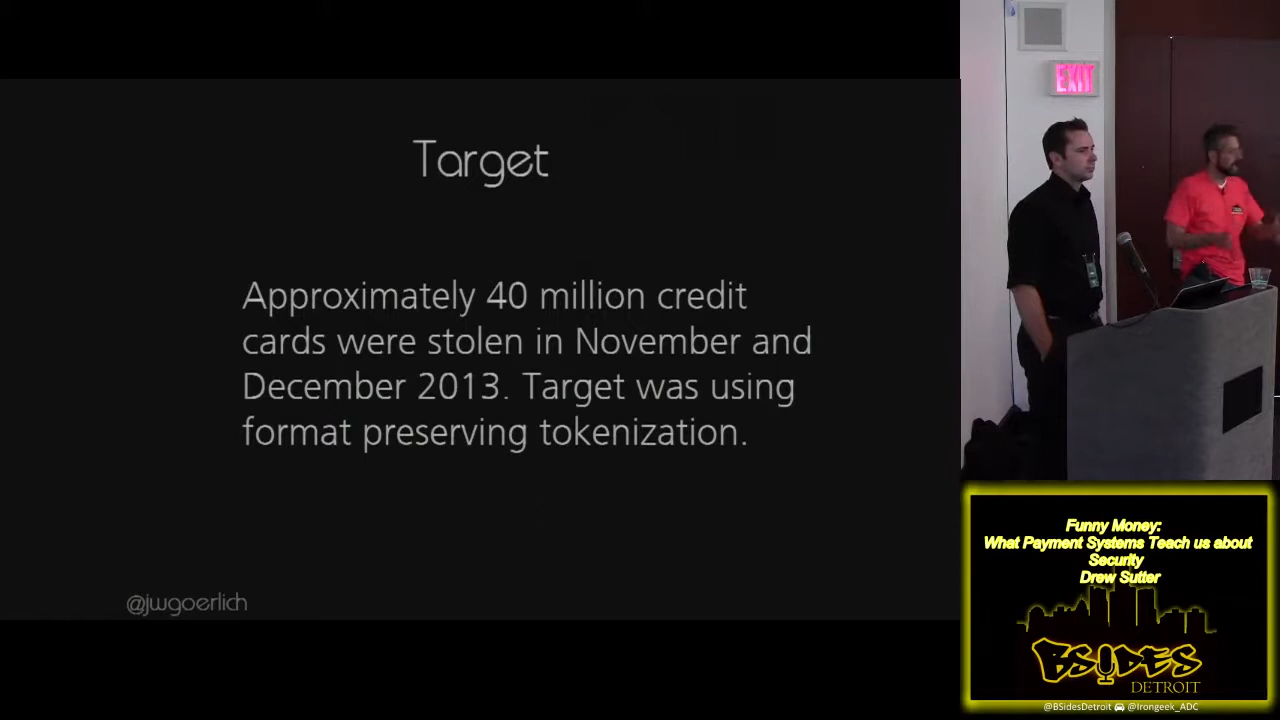 Target
Approximately 40 million credit
cards were stolen in November and
December 2013. Target was using
format preserving tokenization.
@jwgoerlich
EXIT
Funny Money:
What Payment Systems Teach us about
Security
Drew Sutter
BSIDES
DETROIT
@BSidesDetroit @Irongeek_ADC